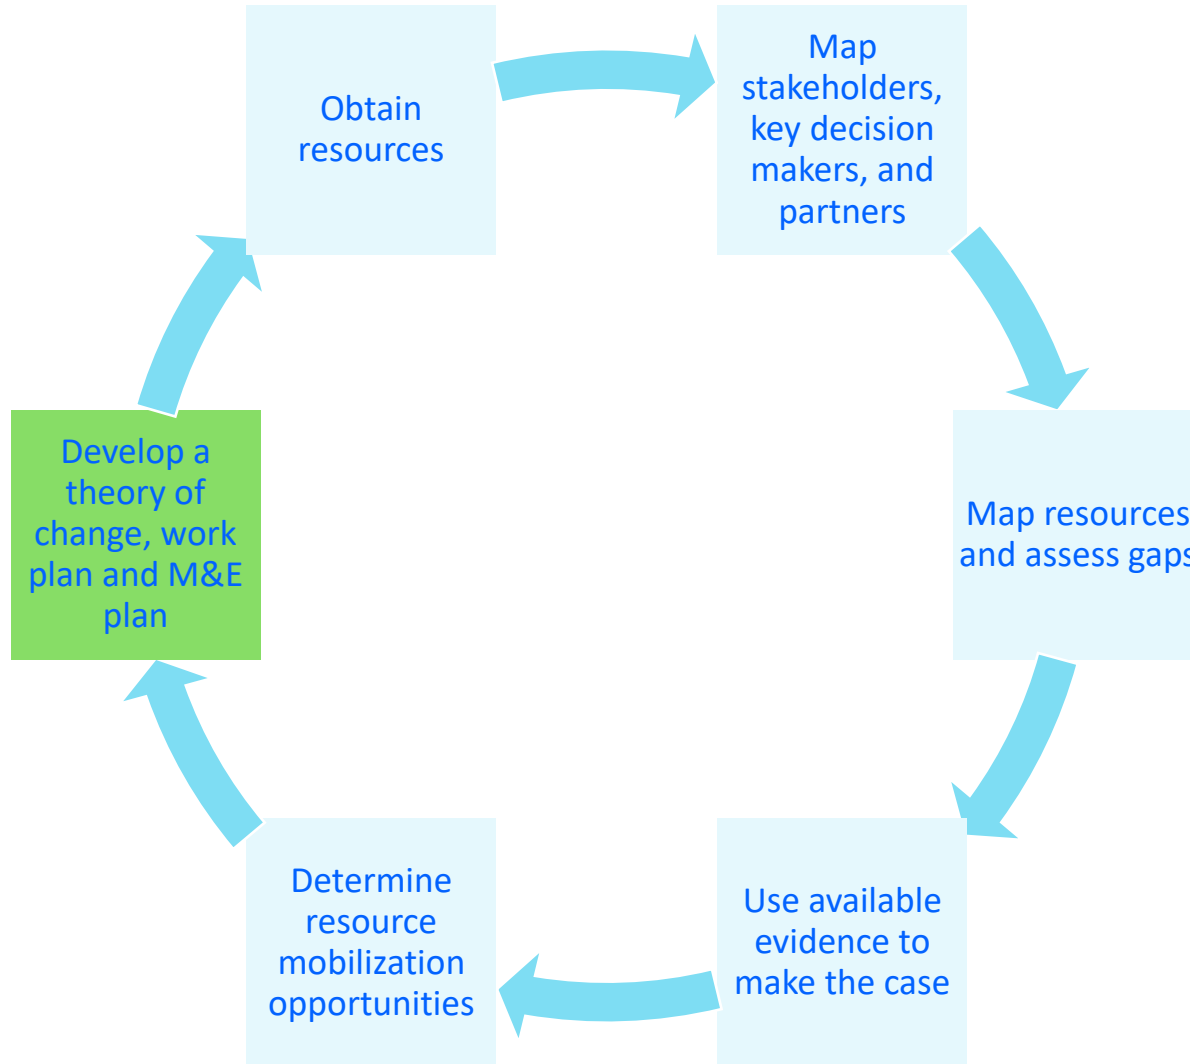 Obtain
resources
Map
stakeholders,
key decision
makers, and
partners
Map resources
and assess gaps
Use available
evidence to
make the case
Determine
resource
mobilization
opportunities
Develop a
theory of
change, work
plan and M&E
plan